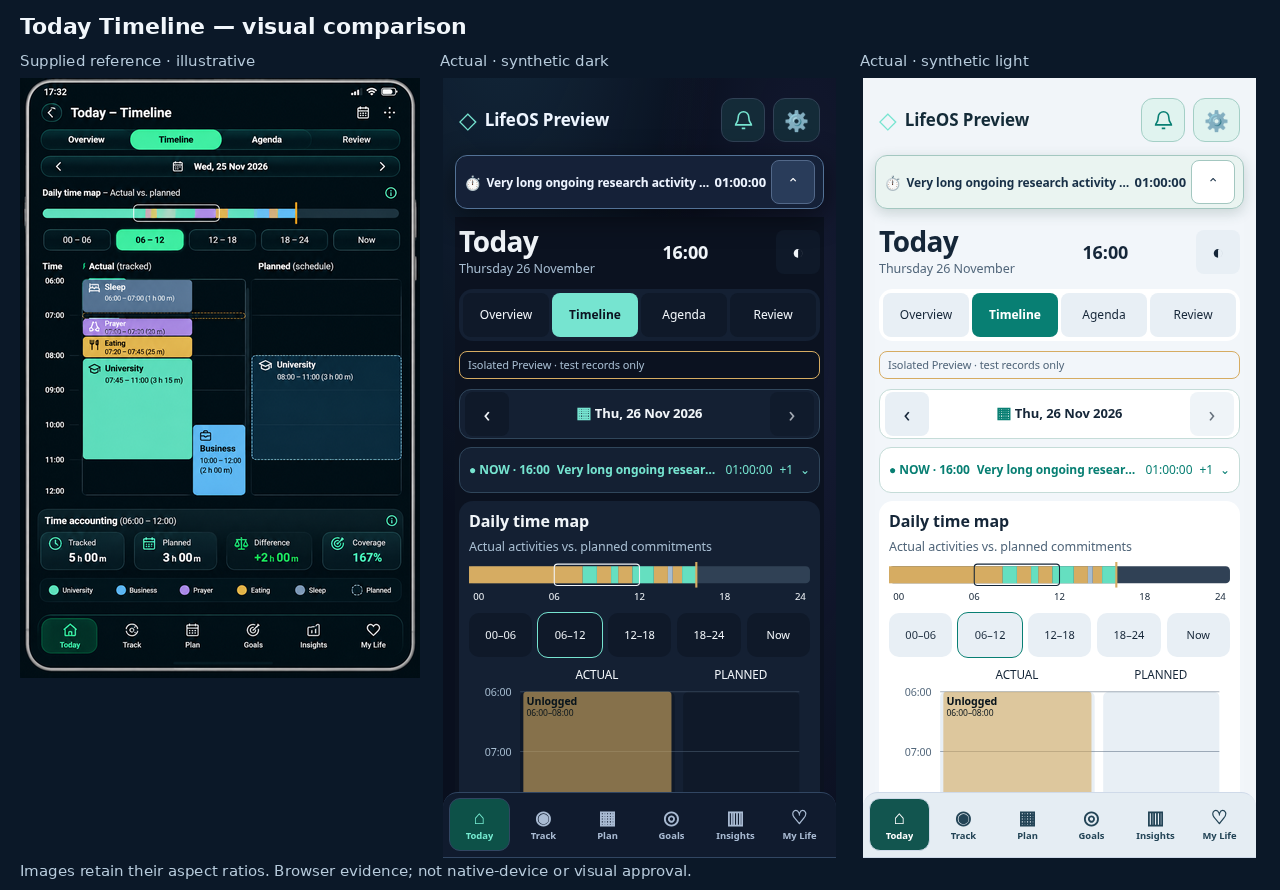 Today Timeline — visual comparison
Supplied reference · illustrative
17:32
Today – Timeline
Overview Timeline Agenda Review
Wed, 25 Nov 2026
Daily time map – Actual vs. planned
00 – 06 06 – 12 12 – 18 18 – 24 Now
Time Actual (tracked) Planned (schedule)
06:00
Sleep
06:00 – 07:00 (1 h 00 m)
07:00
Prayer
07:00 – 07:20 (20 m)
Eating
07:20 – 07:45 (25 m)
08:00
University
07:45 – 11:00 (3 h 15 m)
University
08:00 – 11:00 (3 h 00 m)
09:00
10:00
Business
10:00 – 12:00
(2 h 00 m)
11:00
12:00
Time accounting (06:00 – 12:00)
Tracked
5 h 00 m
Planned
3 h 00 m
Difference
+2 h 00 m
Coverage
167%
University Business Prayer Eating Sleep Planned
Today Track Plan Goals Insights My Life
Actual · synthetic dark
LifeOS Preview
Very long ongoing research activity ... 01:00:00
Today
Thursday 26 November
16:00
Overview Timeline Agenda Review
Isolated Preview · test records only
Thu, 26 Nov 2026
● NOW · 16:00 Very long ongoing resear... 01:00:00 +1
Daily time map
Actual activities vs. planned commitments
00 06 12 18 24
00–06 06–12 12–18 18–24 Now
ACTUAL PLANNED
06:00
Unlogged
06:00–08:00
07:00
Today Track Plan Goals Insights My Life
Actual · synthetic light
LifeOS Preview
Very long ongoing research activity ... 01:00:00
Today
Thursday 26 November
16:00
Overview Timeline Agenda Review
Isolated Preview · test records only
Thu, 26 Nov 2026
● NOW · 16:00 Very long ongoing resear... 01:00:00 +1
Daily time map
Actual activities vs. planned commitments
00 06 12 18 24
00–06 06–12 12–18 18–24 Now
ACTUAL PLANNED
06:00
Unlogged
06:00–08:00
07:00
Today Track Plan Goals Insights My Life
Images retain their aspect ratios. Browser evidence; not native-device or visual approval.